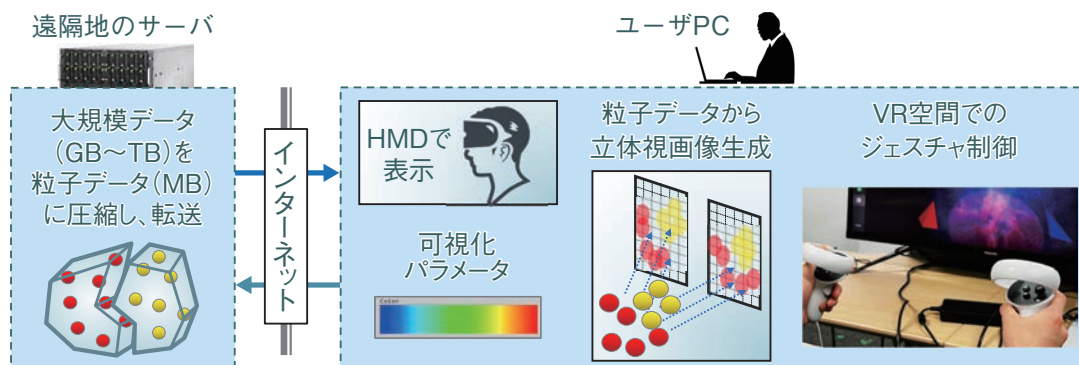 遠隔地のサーバ
ユーザPC
大規模データ
(GB〜TB)を
粒子データ(MB)
に圧縮し、転送
インターネット
HMDで
表示
可視化
パラメータ
Color
粒子データから
立体視画像生成
VR空間での
ジェスチャ制御